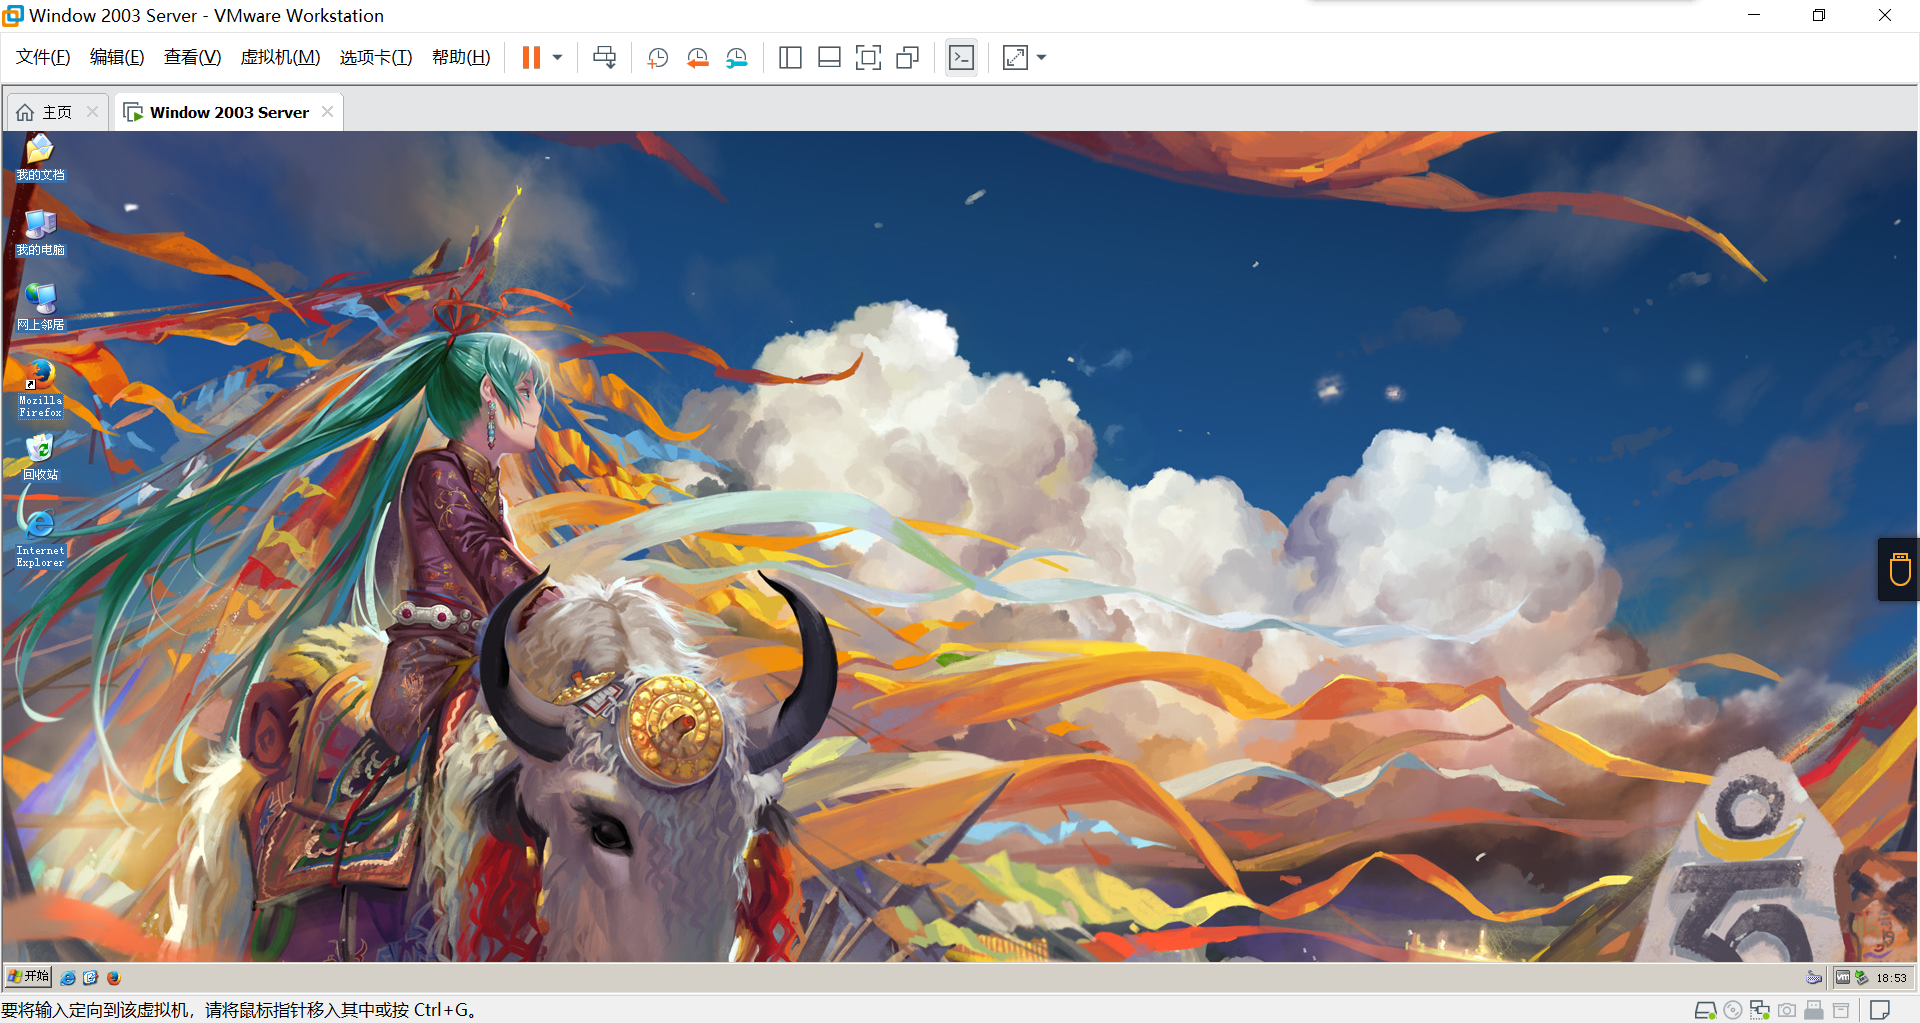 Window 2003 Server - VMware Workstation
文件(F) 编辑(E) 查看(V) 虚拟机(M) 选项卡(T) 帮助(H)
主页 Window 2003 Server
我的文档
我的电脑
网上邻居
Mozilla
Firefox
回收站
Internet
Explorer
开始 18:53
要将输入定向到该虚拟机，请将鼠标指针移入其中或按 Ctrl+G。